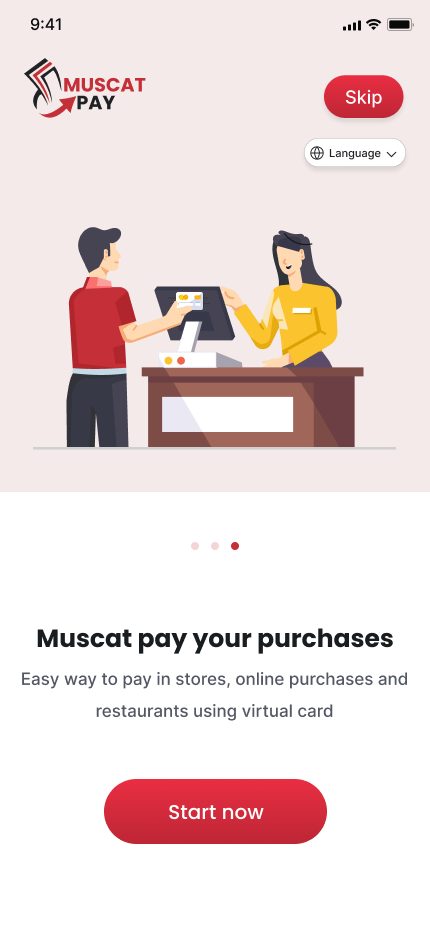 9:41
MUSCAT
PAY
Skip
Language
Muscat pay your purchases
Easy way to pay in stores, online purchases and
restaurants using virtual card
Start now